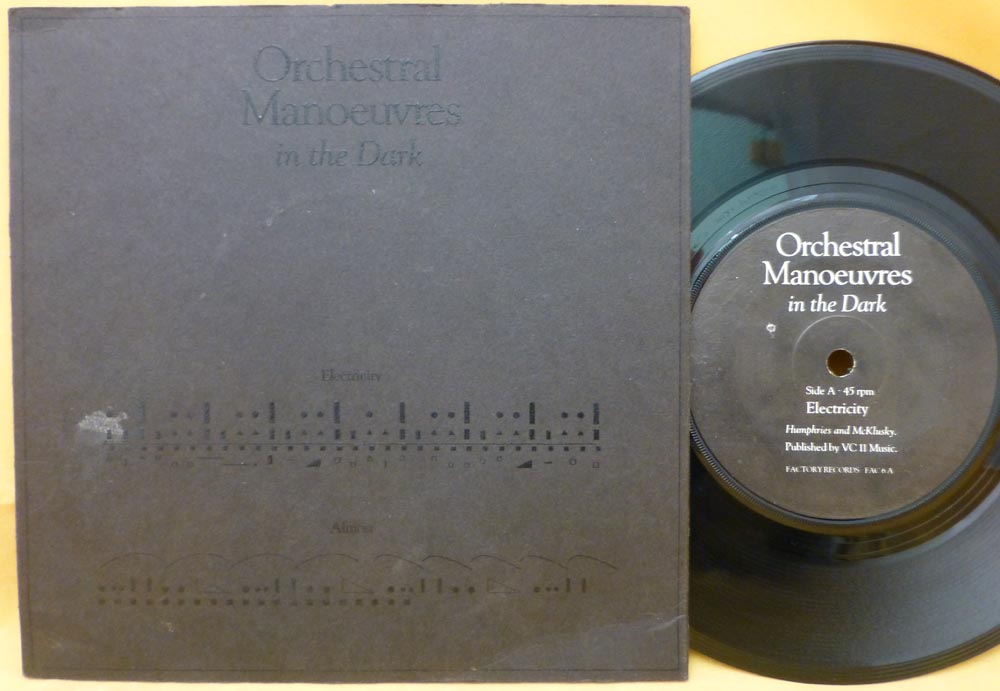 Orchestral
Manoeuvres
in the Dark
Electricity
Almost
Orchestral
Manoeuvres
in the Dark
Side A · 45 rpm
Electricity
Humphries and McKlusky.
Published by VC II Music.
FACTORY RECORDS FAC 6 A